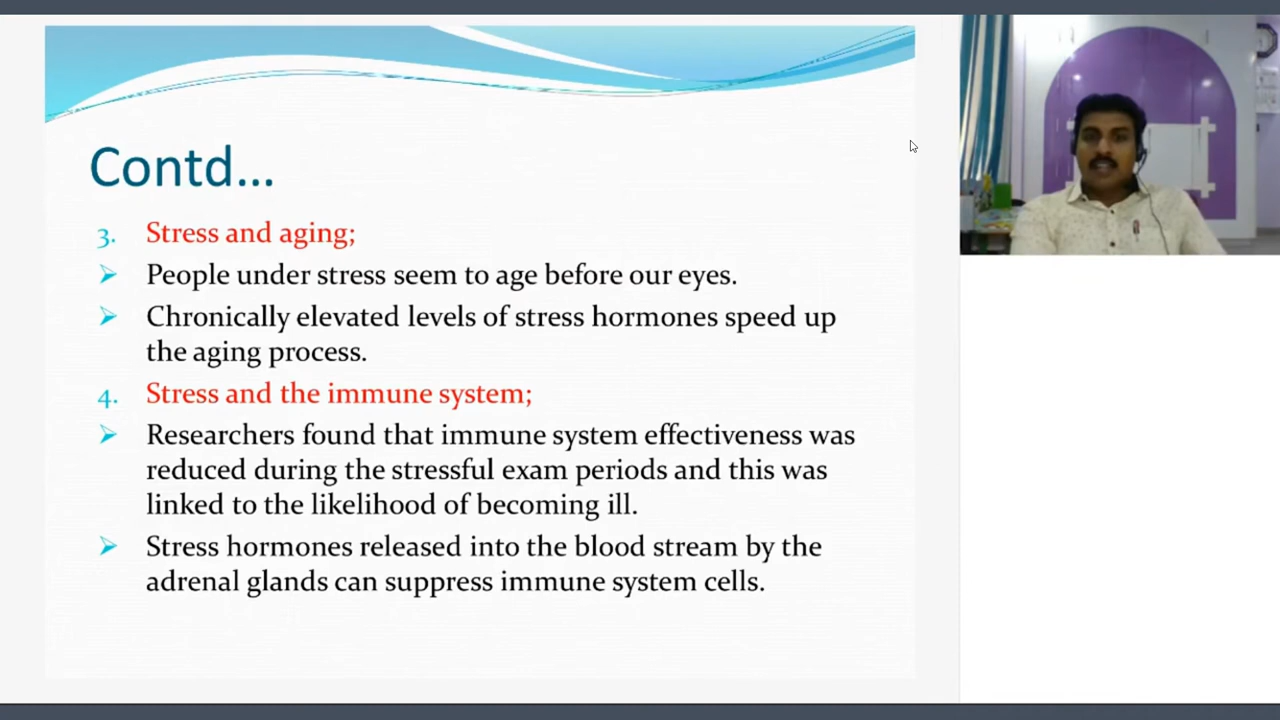 Contd...
3. Stress and aging;
➢ People under stress seem to age before our eyes.
➢ Chronically elevated levels of stress hormones speed up
the aging process.
4. Stress and the immune system;
➢ Researchers found that immune system effectiveness was
reduced during the stressful exam periods and this was
linked to the likelihood of becoming ill.
➢ Stress hormones released into the blood stream by the
adrenal glands can suppress immune system cells.